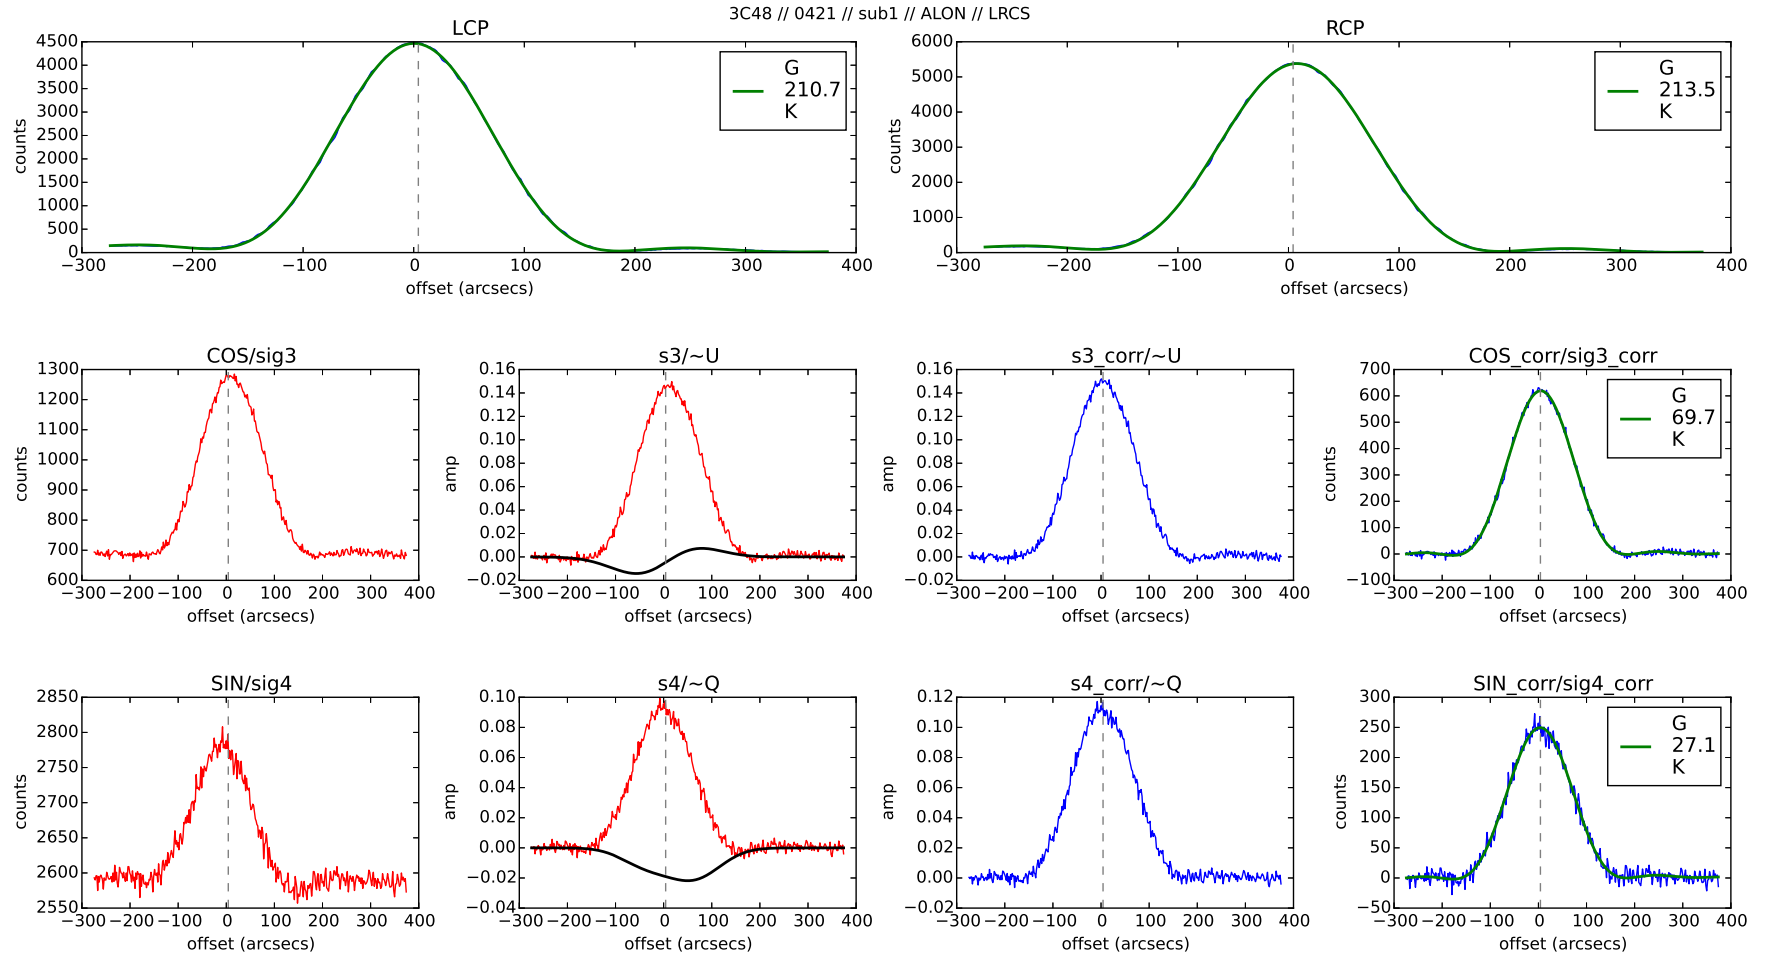 3C48 // 0421 // sub1 // ALON // LRCS
LCP
4500
4000
3500
3000
2500
2000
1500
1000
500
0
counts
−300 −200 −100 0 100 200 300 400
offset (arcsecs)
G
210.7
K
RCP
6000
5000
4000
3000
2000
1000
0
counts
−300 −200 −100 0 100 200 300 400
offset (arcsecs)
G
213.5
K
COS/sig3
1300
1200
1100
1000
900
800
700
600
counts
−300 −200 −100 0 100 200 300 400
offset (arcsecs)
s3/~U
0.16
0.14
0.12
0.10
0.08
0.06
0.04
0.02
0.00
−0.02
amp
−300 −200 −100 0 100 200 300 400
offset (arcsecs)
s3_corr/~U
0.16
0.14
0.12
0.10
0.08
0.06
0.04
0.02
0.00
−0.02
amp
−300 −200 −100 0 100 200 300 400
offset (arcsecs)
COS_corr/sig3_corr
700
600
500
400
300
200
100
0
−100
counts
−300 −200 −100 0 100 200 300 400
offset (arcsecs)
G
69.7
K
SIN/sig4
2850
2800
2750
2700
2650
2600
2550
counts
−300 −200 −100 0 100 200 300 400
offset (arcsecs)
s4/~Q
0.10
0.08
0.06
0.04
0.02
0.00
−0.02
−0.04
amp
−300 −200 −100 0 100 200 300 400
offset (arcsecs)
s4_corr/~Q
0.12
0.10
0.08
0.06
0.04
0.02
0.00
−0.02
amp
−300 −200 −100 0 100 200 300 400
offset (arcsecs)
SIN_corr/sig4_corr
300
250
200
150
100
50
0
−50
counts
−300 −200 −100 0 100 200 300 400
offset (arcsecs)
G
27.1
K